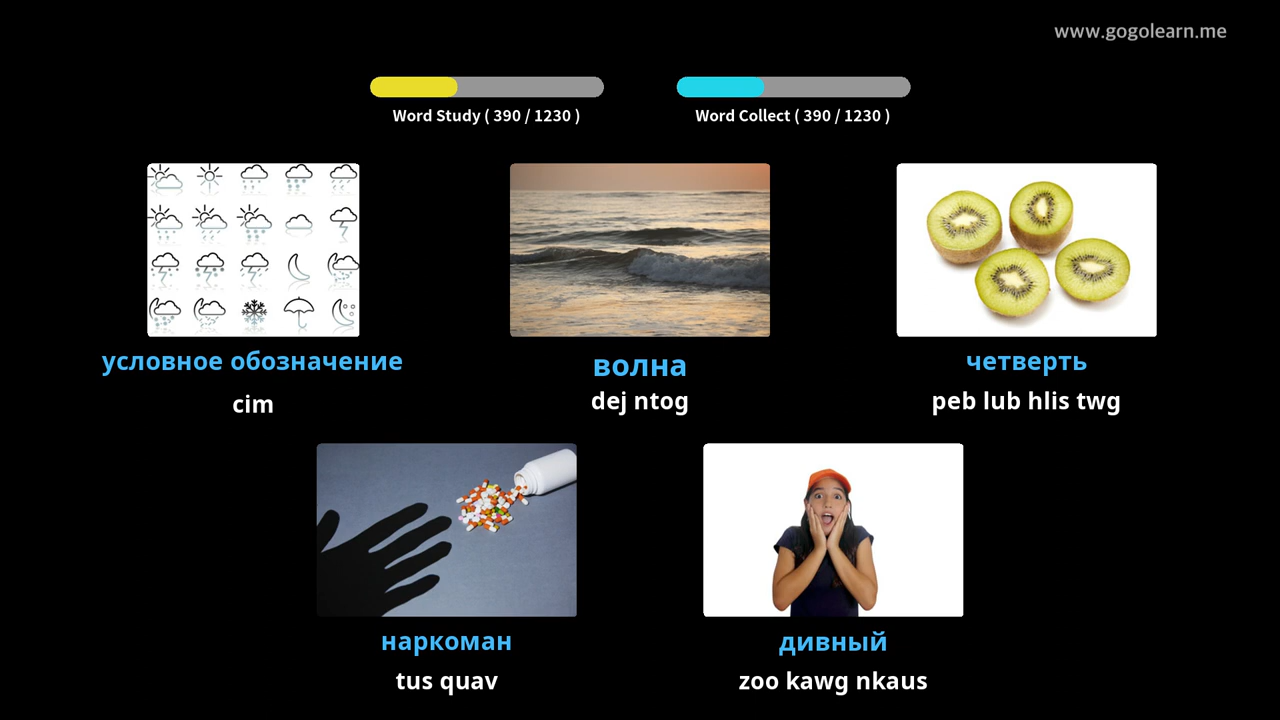 www.gogolearn.me
Word Study ( 390 / 1230 )
Word Collect ( 390 / 1230 )
условное обозначение
cim
волна
dej ntog
четверть
peb lub hlis twg
наркоман
tus quav
дивный
zoo kawg nkaus